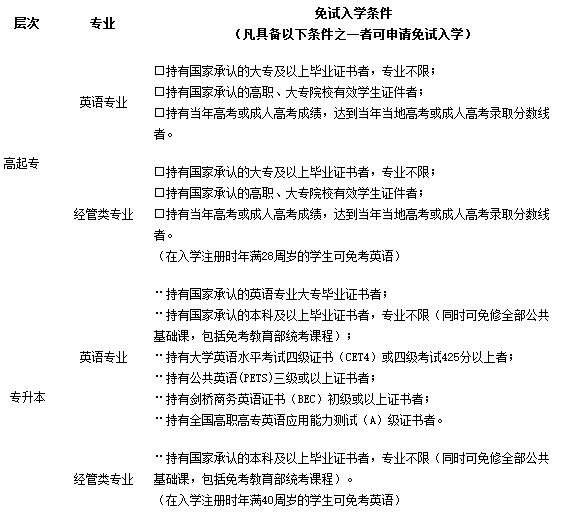 层次 专业 免试入学条件
（凡具备以下条件之一者可申请免试入学）
高起专
英语专业
□持有国家承认的大专及以上毕业证书者，专业不限；
□持有国家承认的高职、大专院校有效学生证件者；
□持有当年高考或成人高考成绩，达到当年当地高考或成人高考录取分数线
者。
经管类专业
□持有国家承认的大专及以上毕业证书者，专业不限；
□持有国家承认的高职、大专院校有效学生证件者；
□持有当年高考或成人高考成绩，达到当年当地高考或成人高考录取分数线
者。
（在入学注册时年满28周岁的学生可免考英语）
专升本
英语专业
¨持有国家承认的英语专业大专毕业证书者；
¨持有国家承认的本科及以上毕业证书者，专业不限（同时可免修全部公共
基础课，包括免考教育部统考课程）；
¨持有大学英语水平考试四级证书（CET4）或四级考试425分以上者；
¨持有公共英语(PETS)三级或以上证书者；
¨持有剑桥商务英语证书（BEC）初级或以上证书者；
¨持有全国高职高专英语应用能力测试（A）级证书者。
经管类专业
¨持有国家承认的本科及以上毕业证书者，专业不限（同时可免修全部公共
基础课，包括免考教育部统考课程）。
（在入学注册时年满40周岁的学生可免考英语）